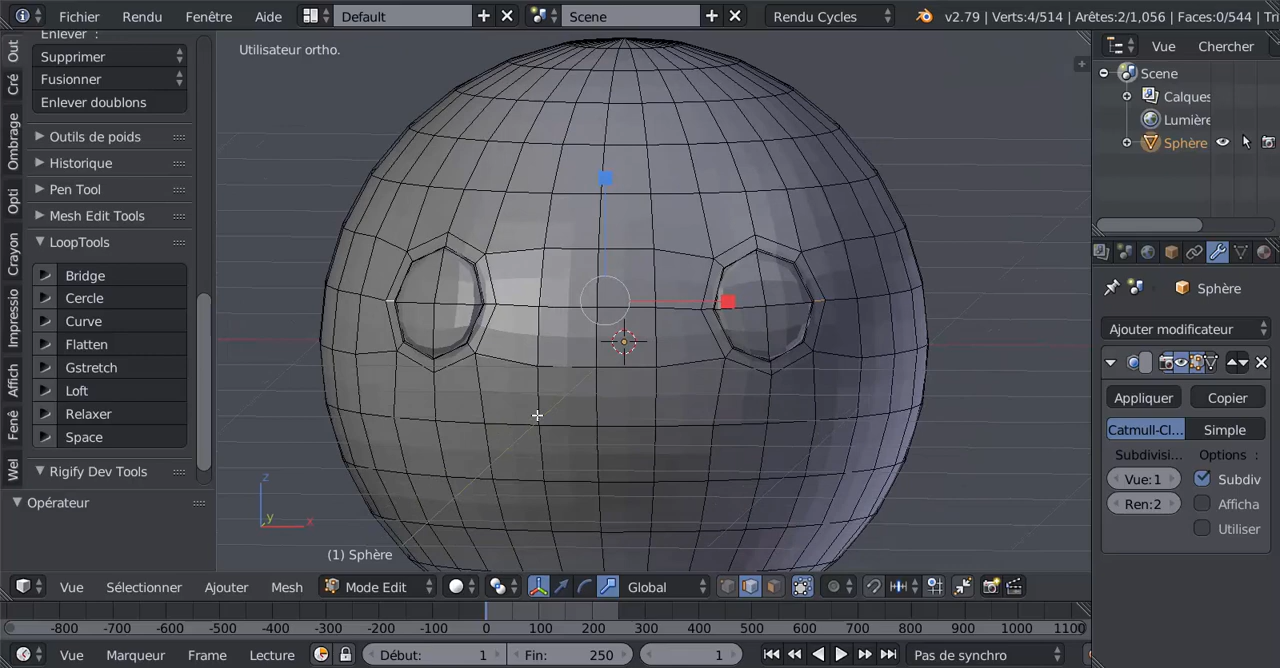 Fichier Rendu Fenêtre Aide Default Scene Rendu Cycles v2.79 | Verts:4/514 | Arêtes:2/1,056 | Faces:0/544 | Tri
Enlever :
Supprimer
Fusionner
Enlever doublons
Outils de poids
Historique
Pen Tool
Mesh Edit Tools
LoopTools
Bridge
Cercle
Curve
Flatten
Gstretch
Loft
Relaxer
Space
Rigify Dev Tools
Opérateur
Out
Cré
Ombrage
Opti
Crayon
Impressio
Affich
Fenê
Wel
Utilisateur ortho.
z
y
x
(1) Sphère
Vue Chercher
Scene
Calques
Lumière
Sphère
Sphère
Ajouter modificateur
Appliquer Copier
Catmull-Cl... Simple
Subdivisi... Options :
Vue:1 Subdiv
Ren:2 Afficha
Utiliser
Vue Sélectionner Ajouter Mesh Mode Edit Global
-800 -700 -600 -500 -400 -300 -200 -100 0 100 200 300 400 500 600 700 800 900 1000 1100
Vue Marqueur Frame Lecture Début: 1 Fin: 250 1 Pas de synchro